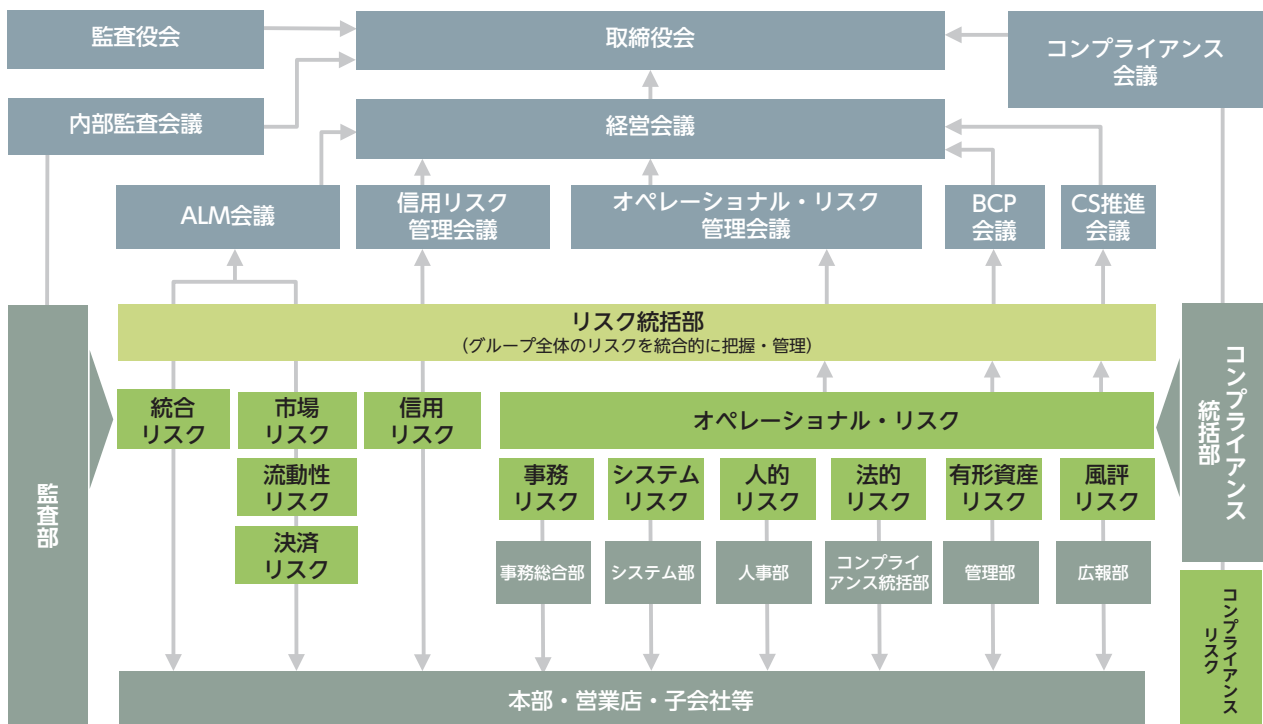 監査役会
取締役会
コンプライアンス
会議
内部監査会議
経営会議
ALM会議
信用リスク
管理会議
オペレーショナル・リスク
管理会議
BCP
会議
CS推進
会議
リスク統括部
(グループ全体のリスクを統合的に把握・管理)
統合
リスク
市場
リスク
信用
リスク
オペレーショナル・リスク
流動性
リスク
決済
リスク
事務
リスク
システム
リスク
人的
リスク
法的
リスク
有形資産
リスク
風評
リスク
事務総合部
システム部
人事部
コンプライ
アンス統括部
管理部
広報部
監査部
コンプライアンス
統括部
コンプライアンス
リスク
本部・営業店・子会社等